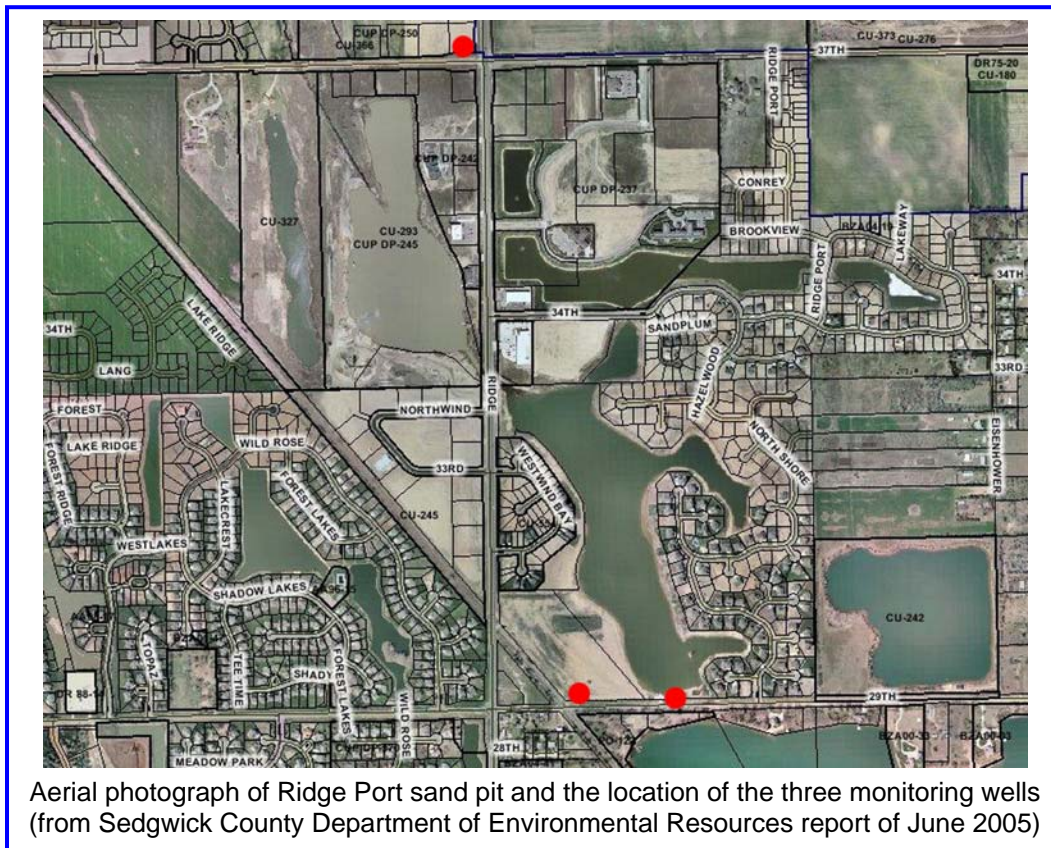 CUP DP-250
CU-366
CU-373 CU-276
37TH
RIDGE PORT
DR75-20
CU-180
CUP DP-242
CUP DP-237
CONREY
CU-327
CU-293
CUP DP-245
BROOKVIEW
LAKEWAY
RIDGE PORT
34TH
34TH
LAKE RIDGE
34TH
SANDPLUM
LANG
RIDGE
HAZELWOOD
33RD
FOREST
NORTHWIND
LAKE RIDGE
WILD ROSE
FOREST RIDGE
LAKECREST
FOREST LAKES
33RD
WESTWIND BAY
NORTH SHORE
EISENHOWER
CU-245
WESTLAKES
SHADOW LAKES
CU-242
TOPAZ
TEE TIME
SHADY
FOREST LAKES
WILD ROSE
29TH
28TH
MEADOW PARK
BZA00-33
BZA00-33
Aerial photograph of Ridge Port sand pit and the location of the three monitoring wells
(from Sedgwick County Department of Environmental Resources report of June 2005)